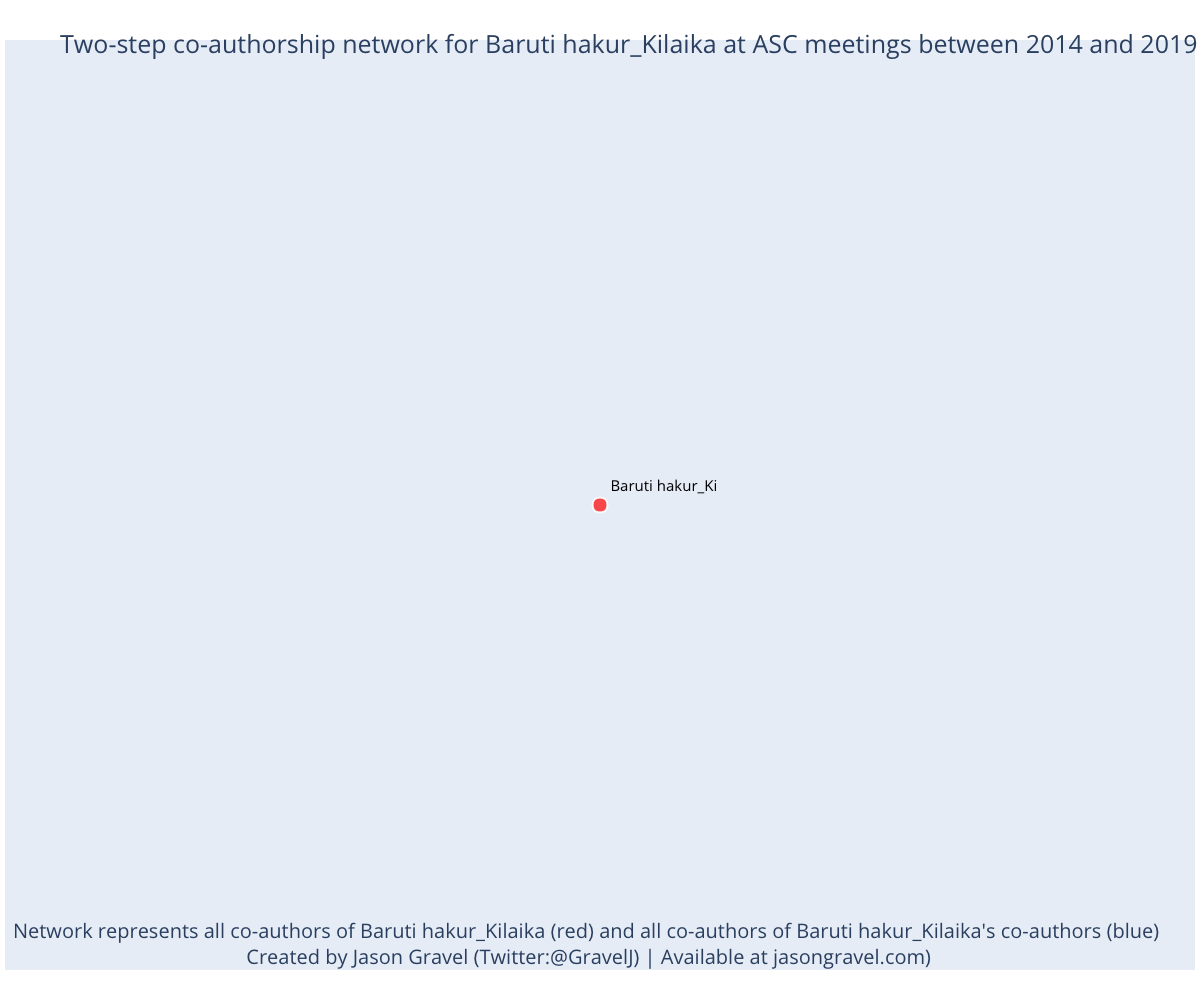 Two-step co-authorship network for Baruti hakur_Kilaika at ASC meetings between 2014 and 2019
Baruti hakur_Ki
Network represents all co-authors of Baruti hakur_Kilaika (red) and all co-authors of Baruti hakur_Kilaika's co-authors (blue)
Created by Jason Gravel (Twitter:@GravelJ) | Available at jasongravel.com)